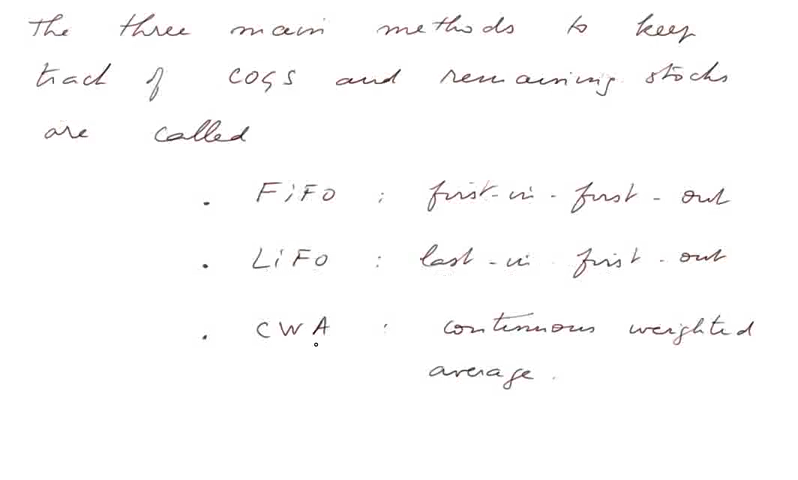 The three main methods to keep
track of COGS and remaining stocks
are called
. FiFO : first-in-first-out
. LiFO : last-in first-out
. CWA : continuous weighted
average.